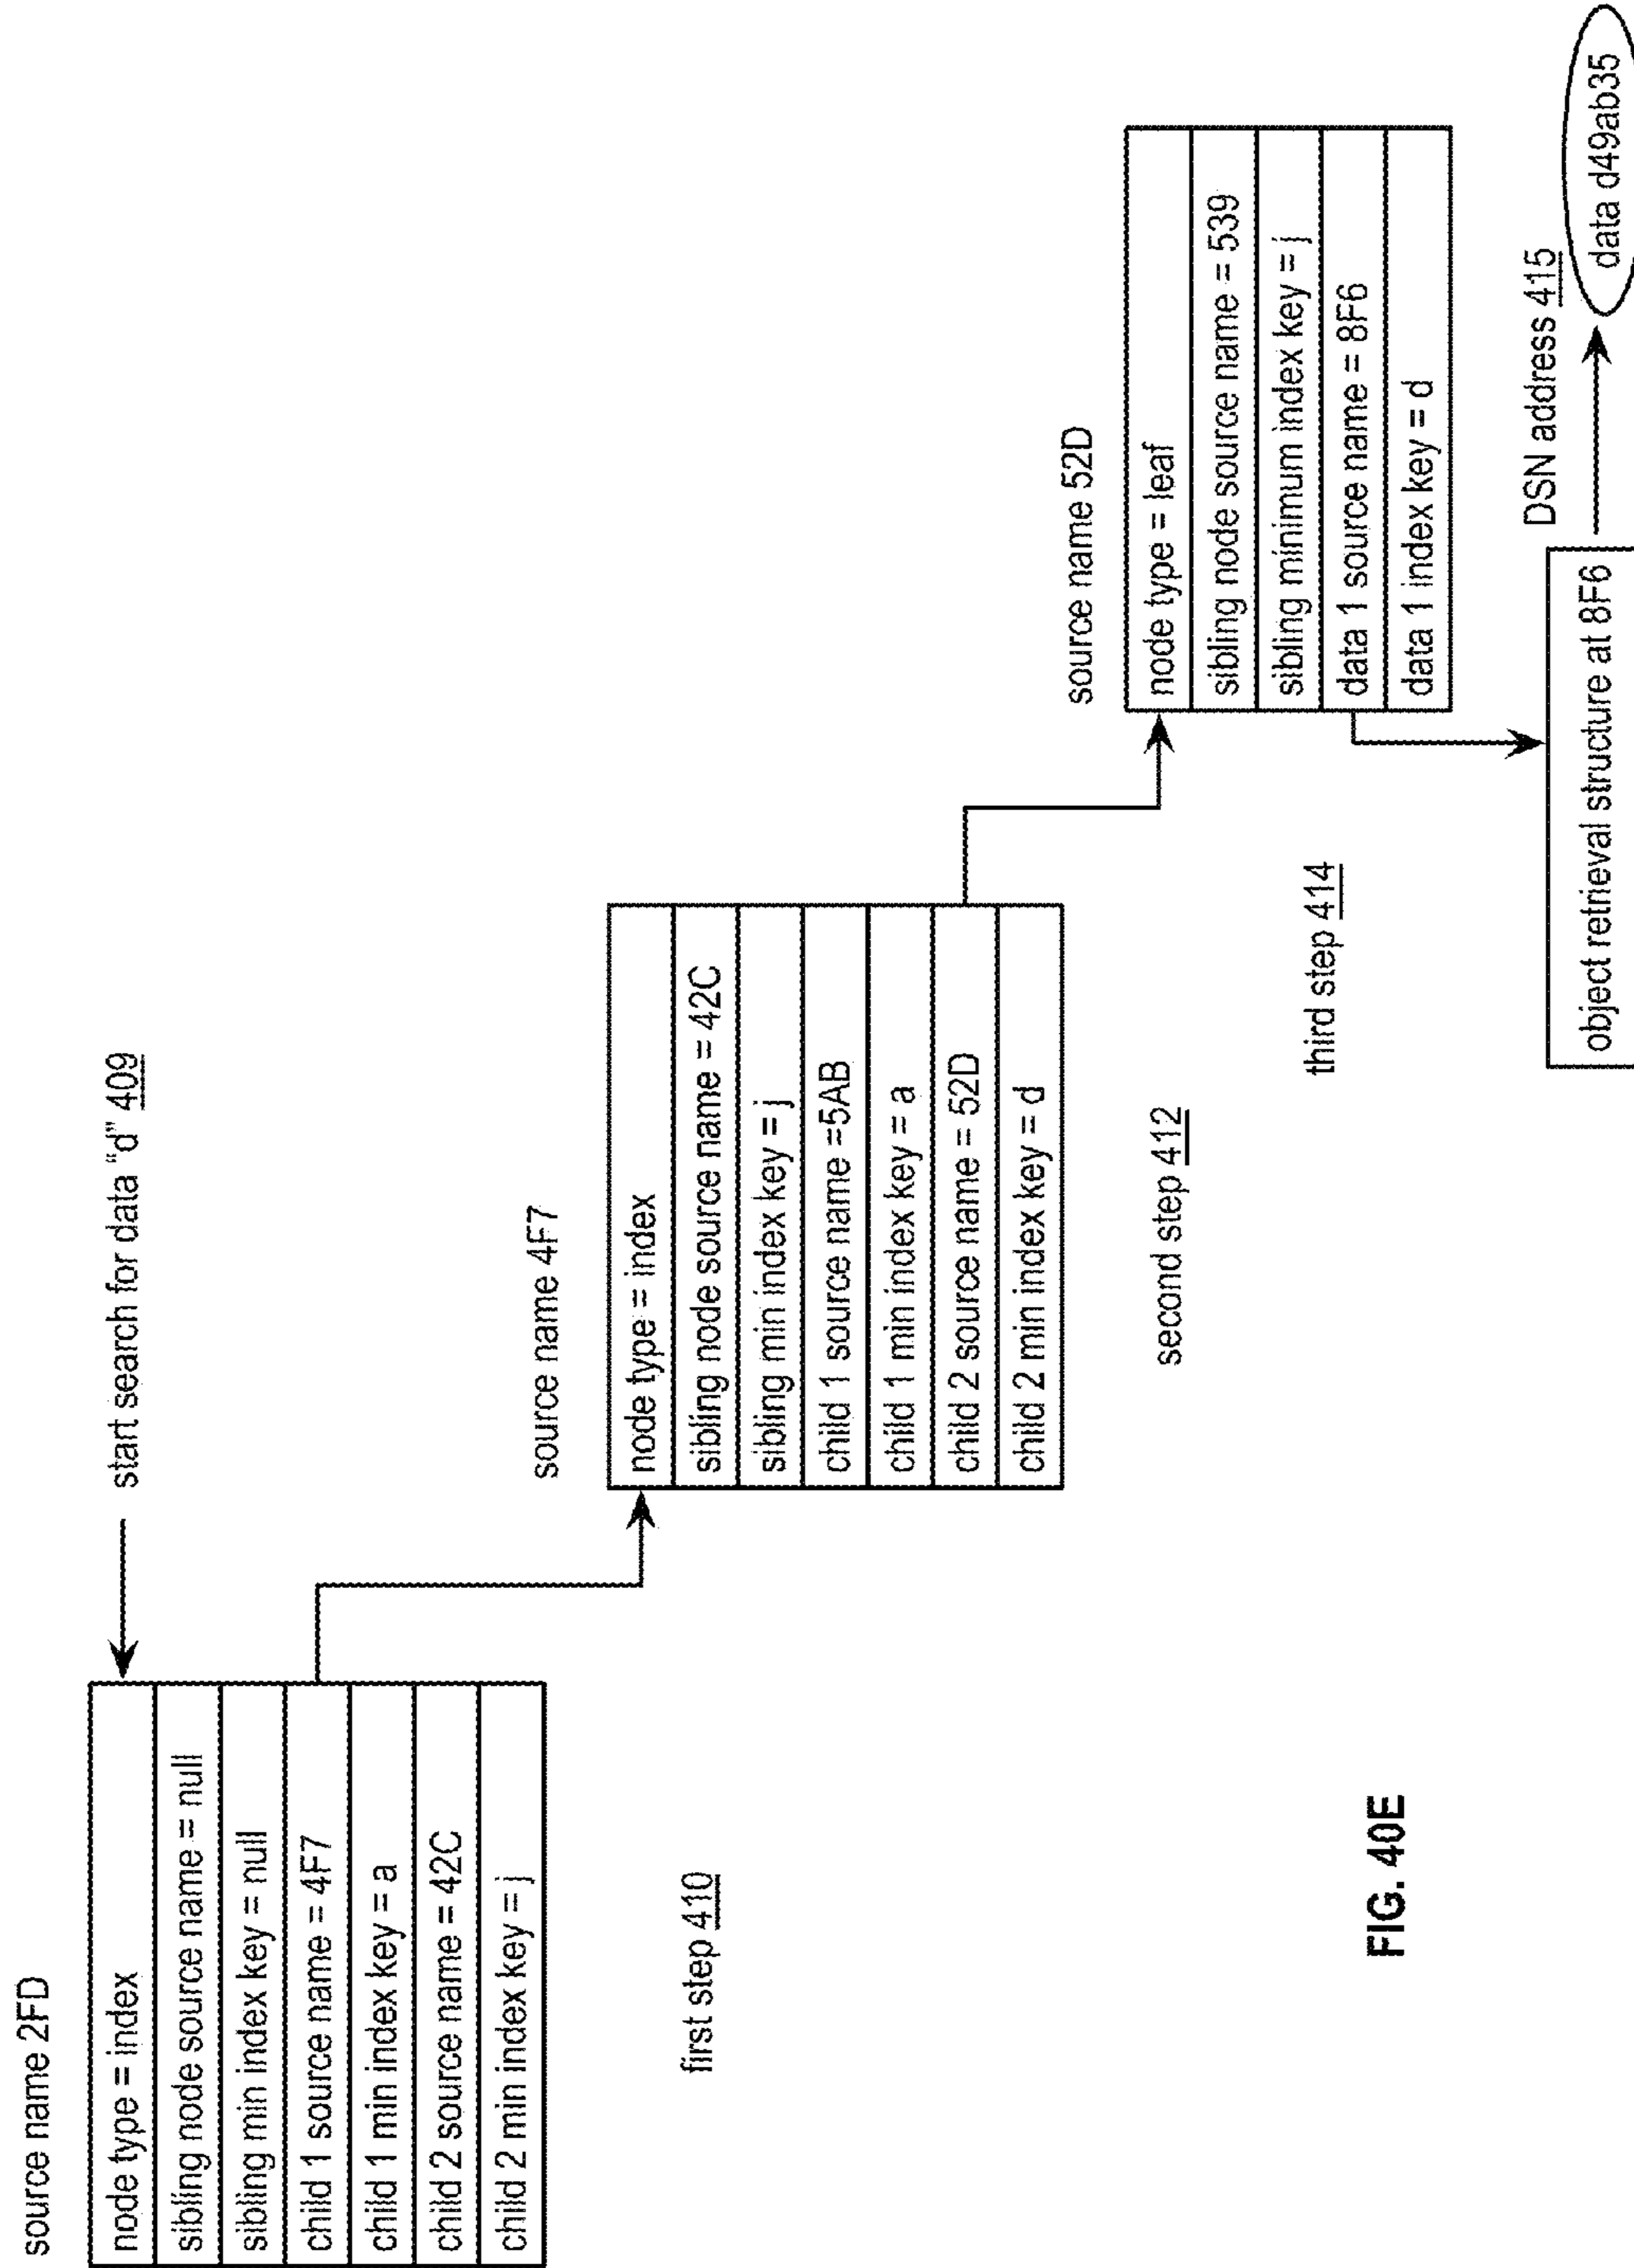 source name 2FD
node type = index
sibling node source name = null
sibling min index key = null
child 1 source name = 4F7
child 1 min index key = a
child 2 source name = 42C
child 2 min index key = j
start search for data "d" 409
first step 410
source name 4F7
node type = index
sibling node source name = 42C
sibling min index key = j
child 1 source name =5AB
child 1 min index key = a
child 2 source name = 52D
child 2 min index key = d
second step 412
source name 52D
node type = leaf
sibling node source name = 539
sibling minimum index key = j
data 1 source name = 8F6
data 1 index key = d
third step 414
object retrieval structure at 8F6
DSN address 415
data d49ab35
FIG. 40E